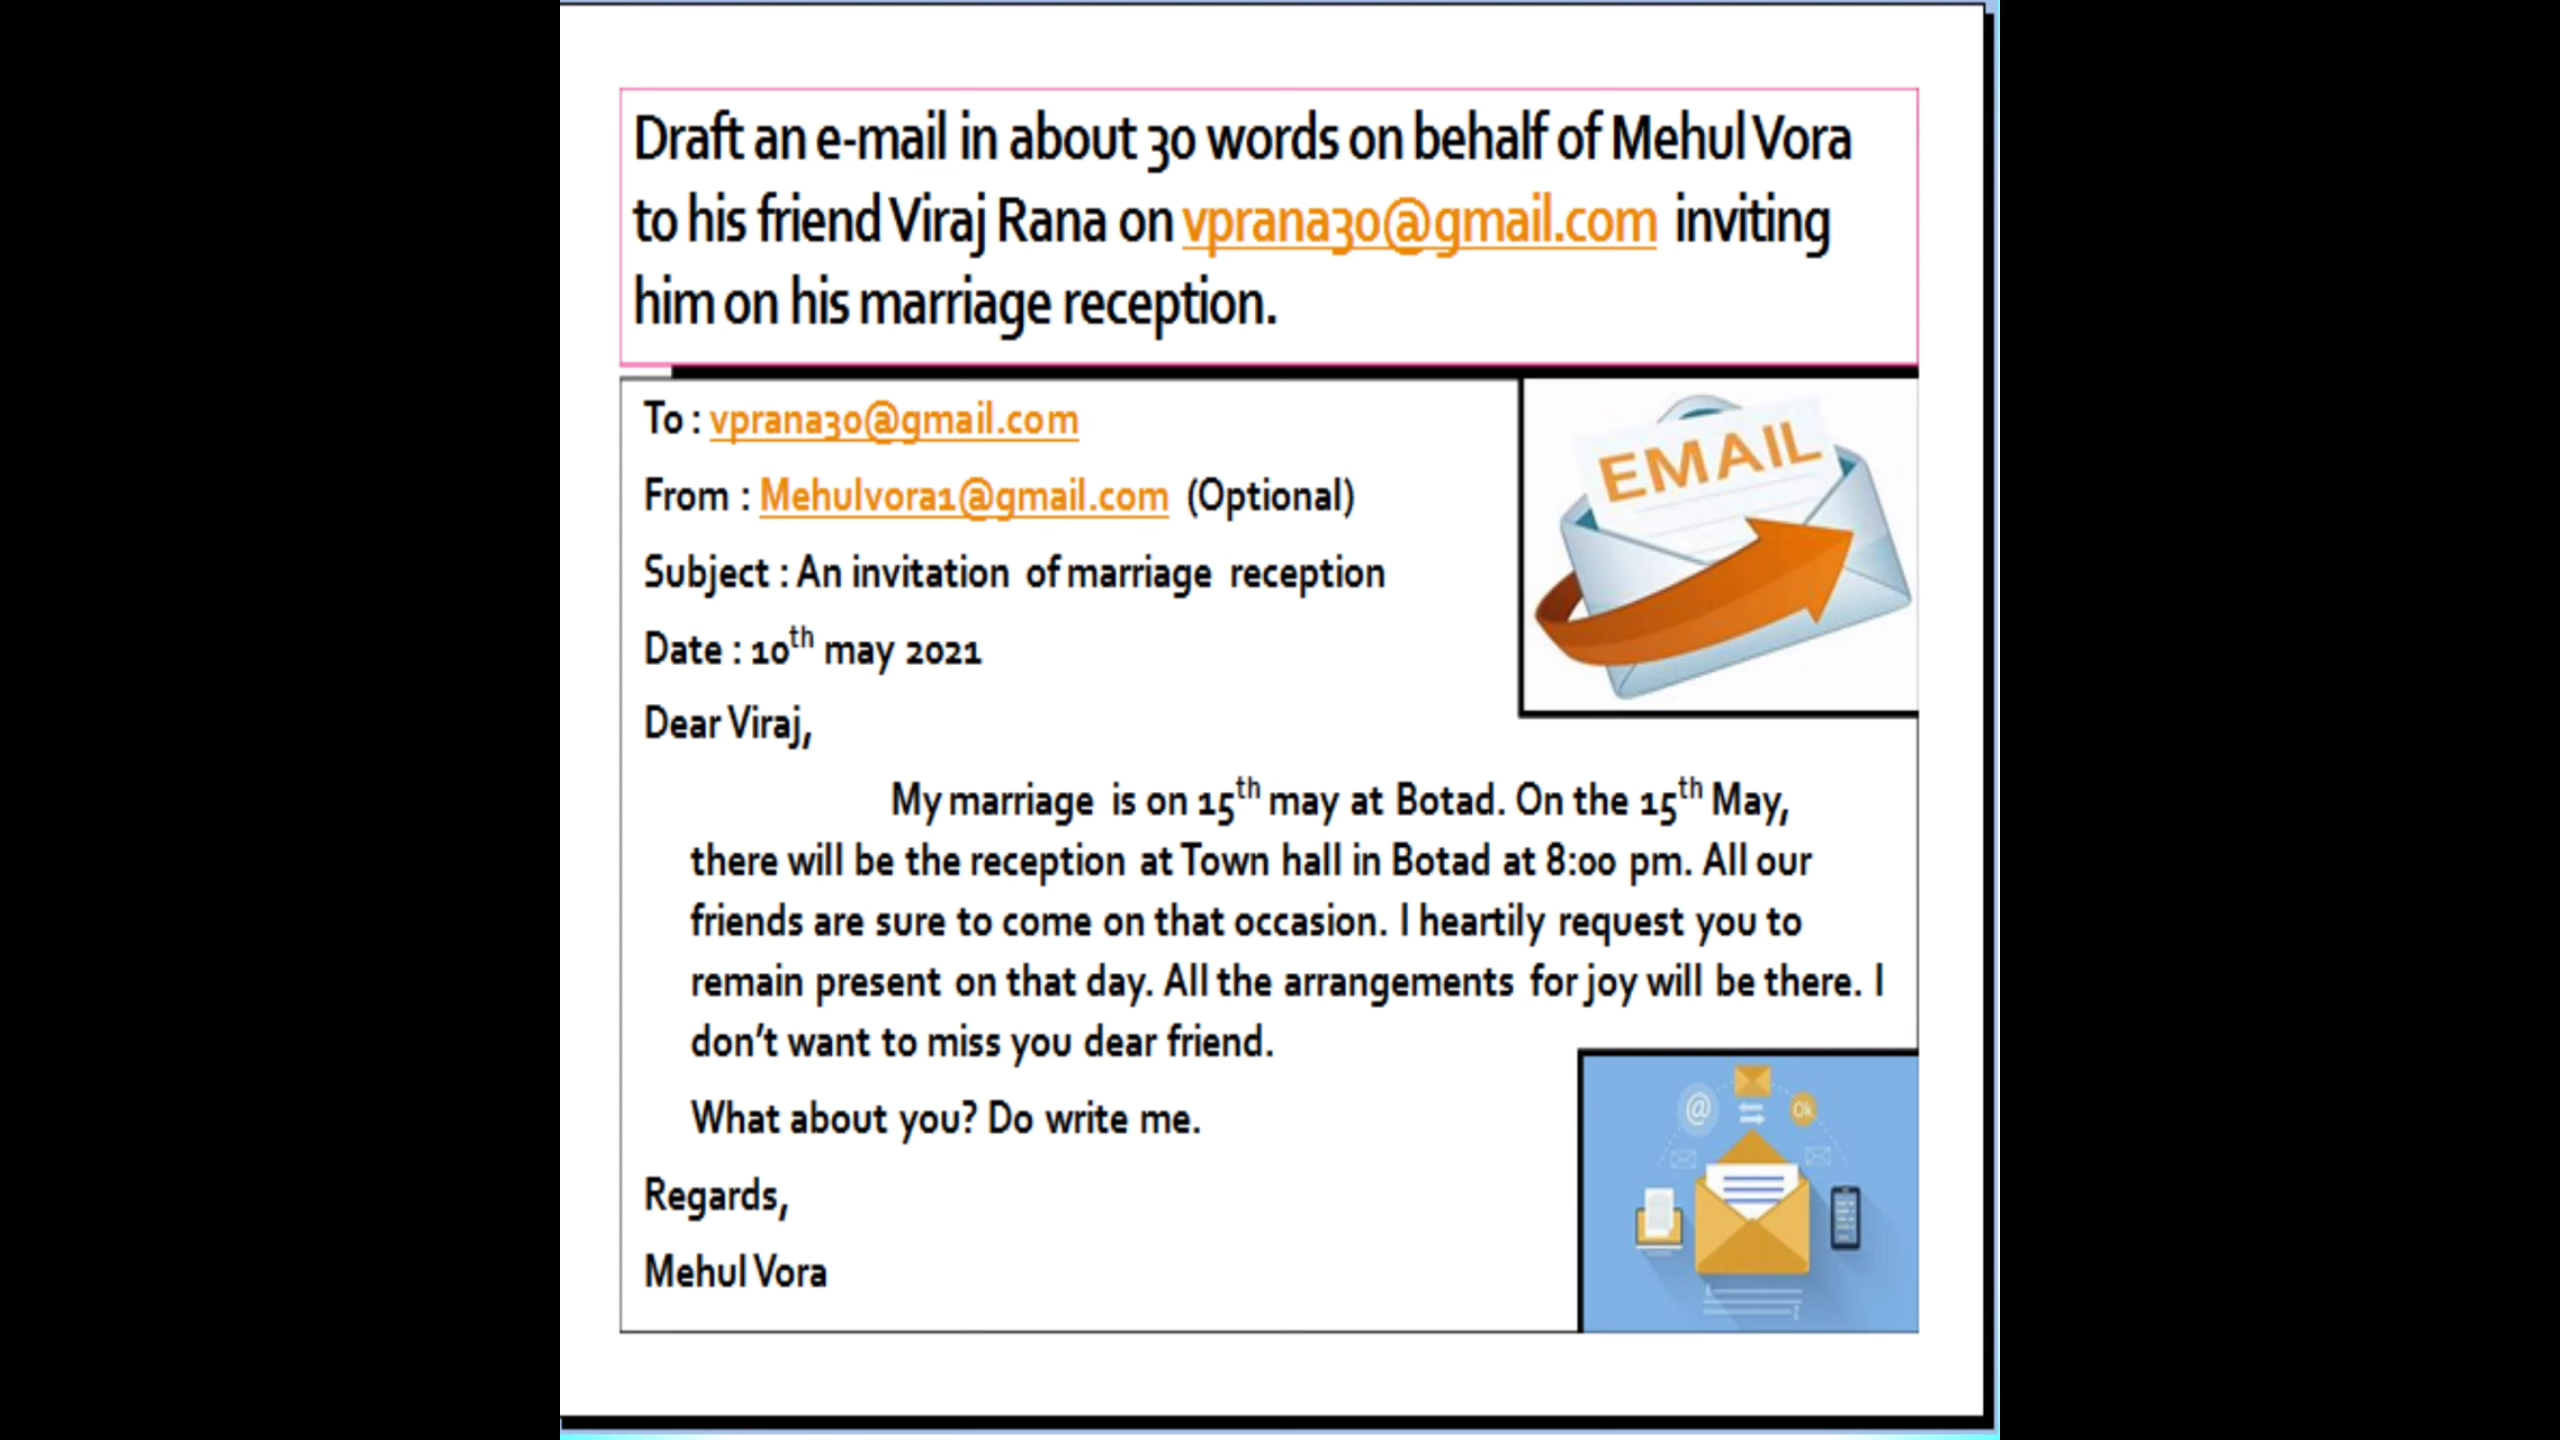 Draft an e-mail in about 30 words on behalf of Mehul Vora
to his friend Viraj Rana on vprana30@gmail.com inviting
him on his marriage reception.
To : vprana30@gmail.com
From : Mehulvora1@gmail.com (Optional)
Subject : An invitation of marriage reception
Date : 10th may 2021
EMAIL
Dear Viraj,
My marriage is on 15th may at Botad. On the 15th May,
there will be the reception at Town hall in Botad at 8:00 pm. All our
friends are sure to come on that occasion. I heartily request you to
remain present on that day. All the arrangements for joy will be there. I
don't want to miss you dear friend.
What about you? Do write me.
Regards,
Mehul Vora
@
Ok